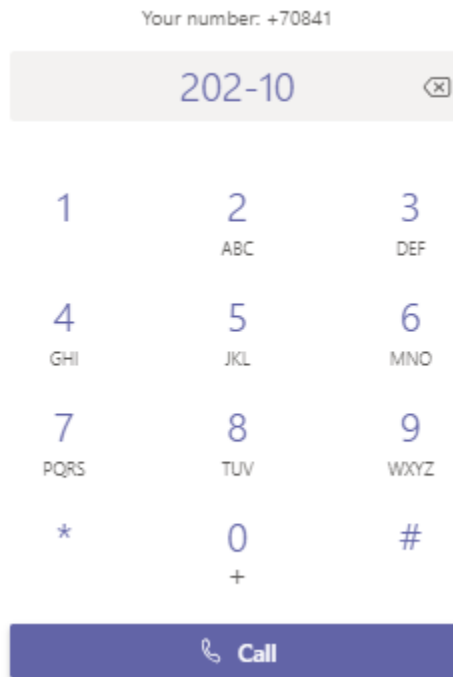 Your number: +70841
202-10
1 2 3
ABC DEF
4 5 6
GHI JKL MNO
7 8 9
PQRS TUV WXYZ
* 0 #
+
Call